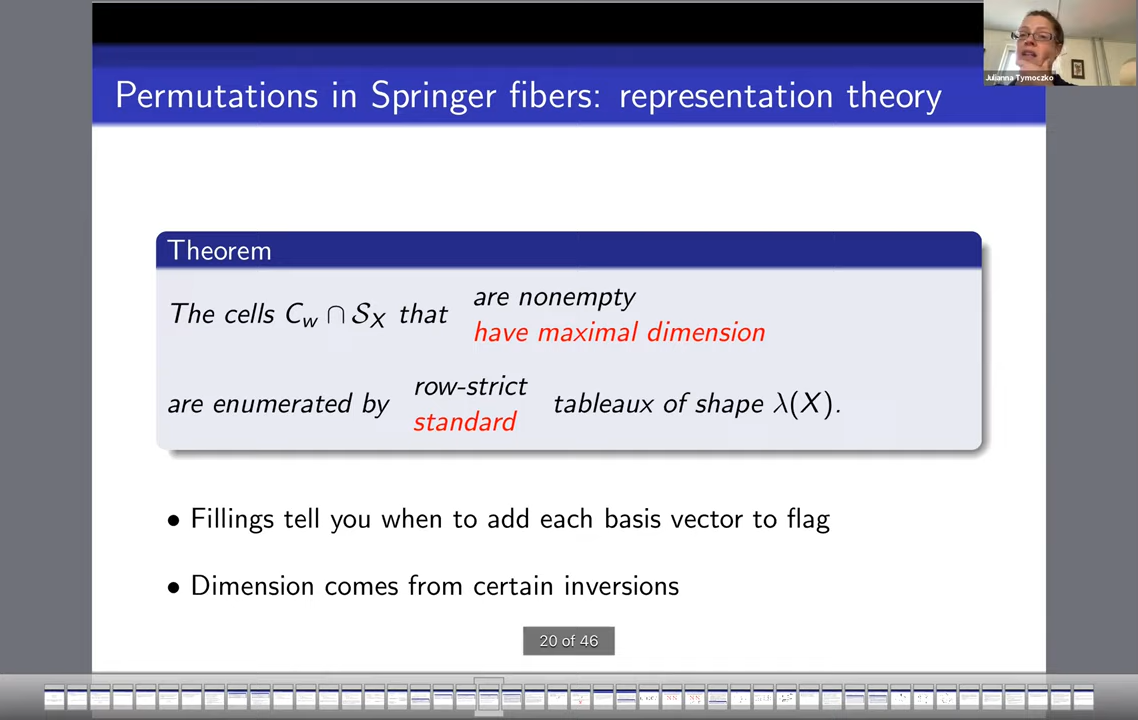 Julianna Tymoczko
Permutations in Springer fibers: representation theory
Theorem
The cells C_w ∩ S_X that are nonempty
have maximal dimension
are enumerated by row-strict tableaux of shape λ(X).
standard
• Fillings tell you when to add each basis vector to flag
• Dimension comes from certain inversions
20 of 46